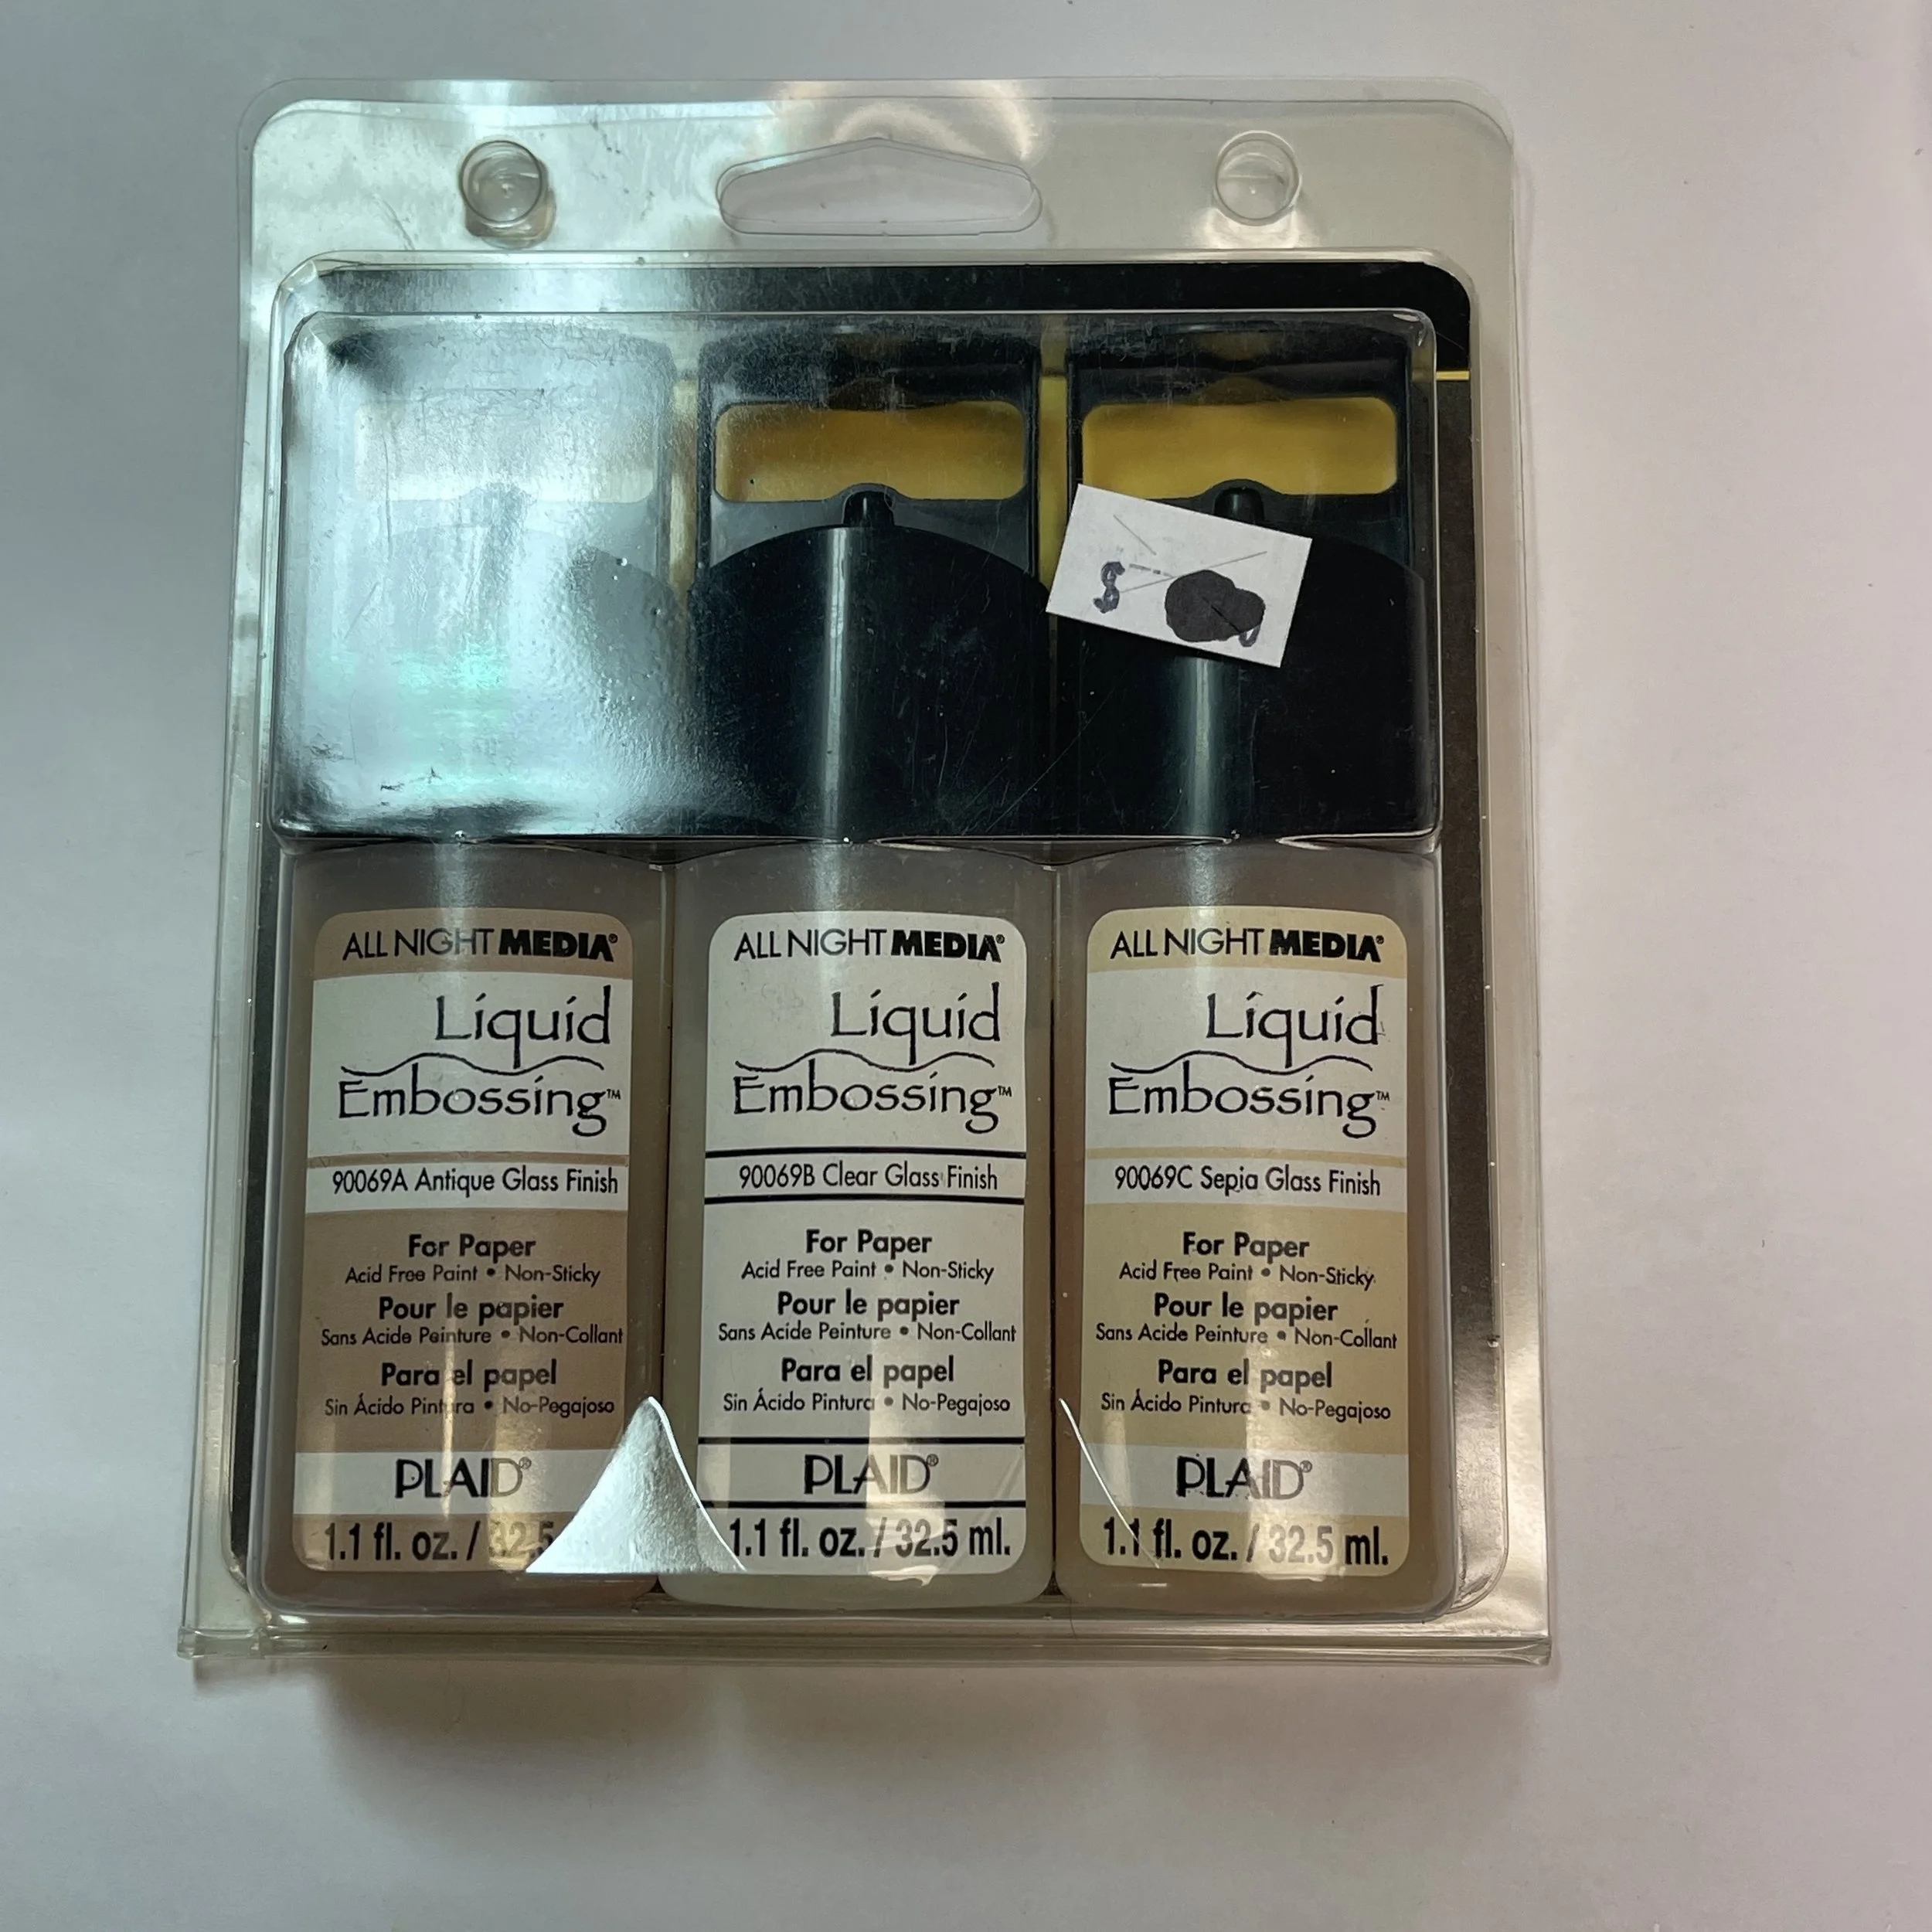 $
ALL NIGHT MEDIA®
Liquid
Embossing™
90069A Antique Glass Finish
For Paper
Acid Free Paint • Non-Sticky
Pour le papier
Sans Acide Peinture • Non-Collant
Para el papel
Sin Ácido Pintura • No-Pegajoso
PLAID®
1.1 fl. oz. / 32.5
ALL NIGHT MEDIA®
Liquid
Embossing™
90069B Clear Glass Finish
For Paper
Acid Free Paint • Non-Sticky
Pour le papier
Sans Acide Peinture • Non-Collant
Para el papel
Sin Ácido Pintura • No-Pegajoso
PLAID®
1.1 fl. oz. / 32.5 ml.
ALL NIGHT MEDIA®
Liquid
Embossing™
90069C Sepia Glass Finish
For Paper
Acid Free Paint • Non-Sticky
Pour le papier
Sans Acide Peinture • Non-Collant
Para el papel
Sin Ácido Pintura • No-Pegajoso
PLAID®
1.1 fl. oz. / 32.5 ml.